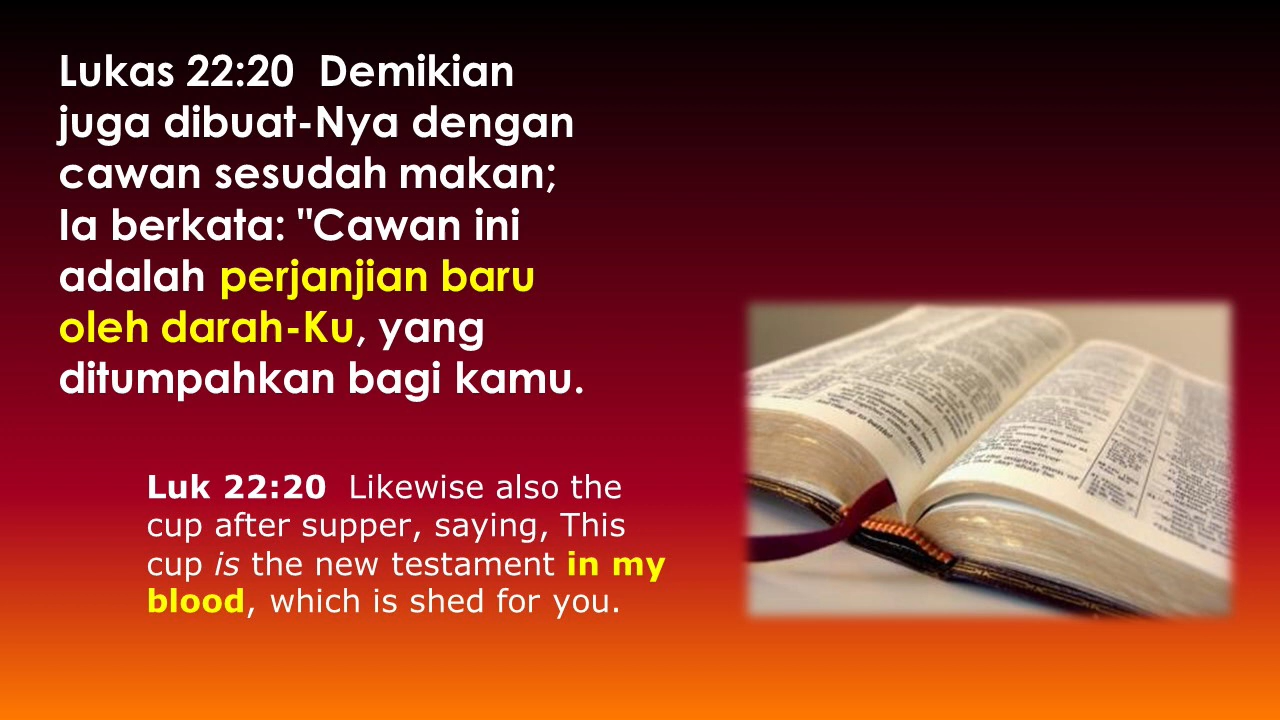 Lukas 22:20  Demikian
juga dibuat-Nya dengan
cawan sesudah makan;
Ia berkata: "Cawan ini
adalah perjanjian baru
oleh darah-Ku, yang
ditumpahkan bagi kamu.
Luk 22:20  Likewise also the
cup after supper, saying, This
cup is the new testament in my
blood, which is shed for you.